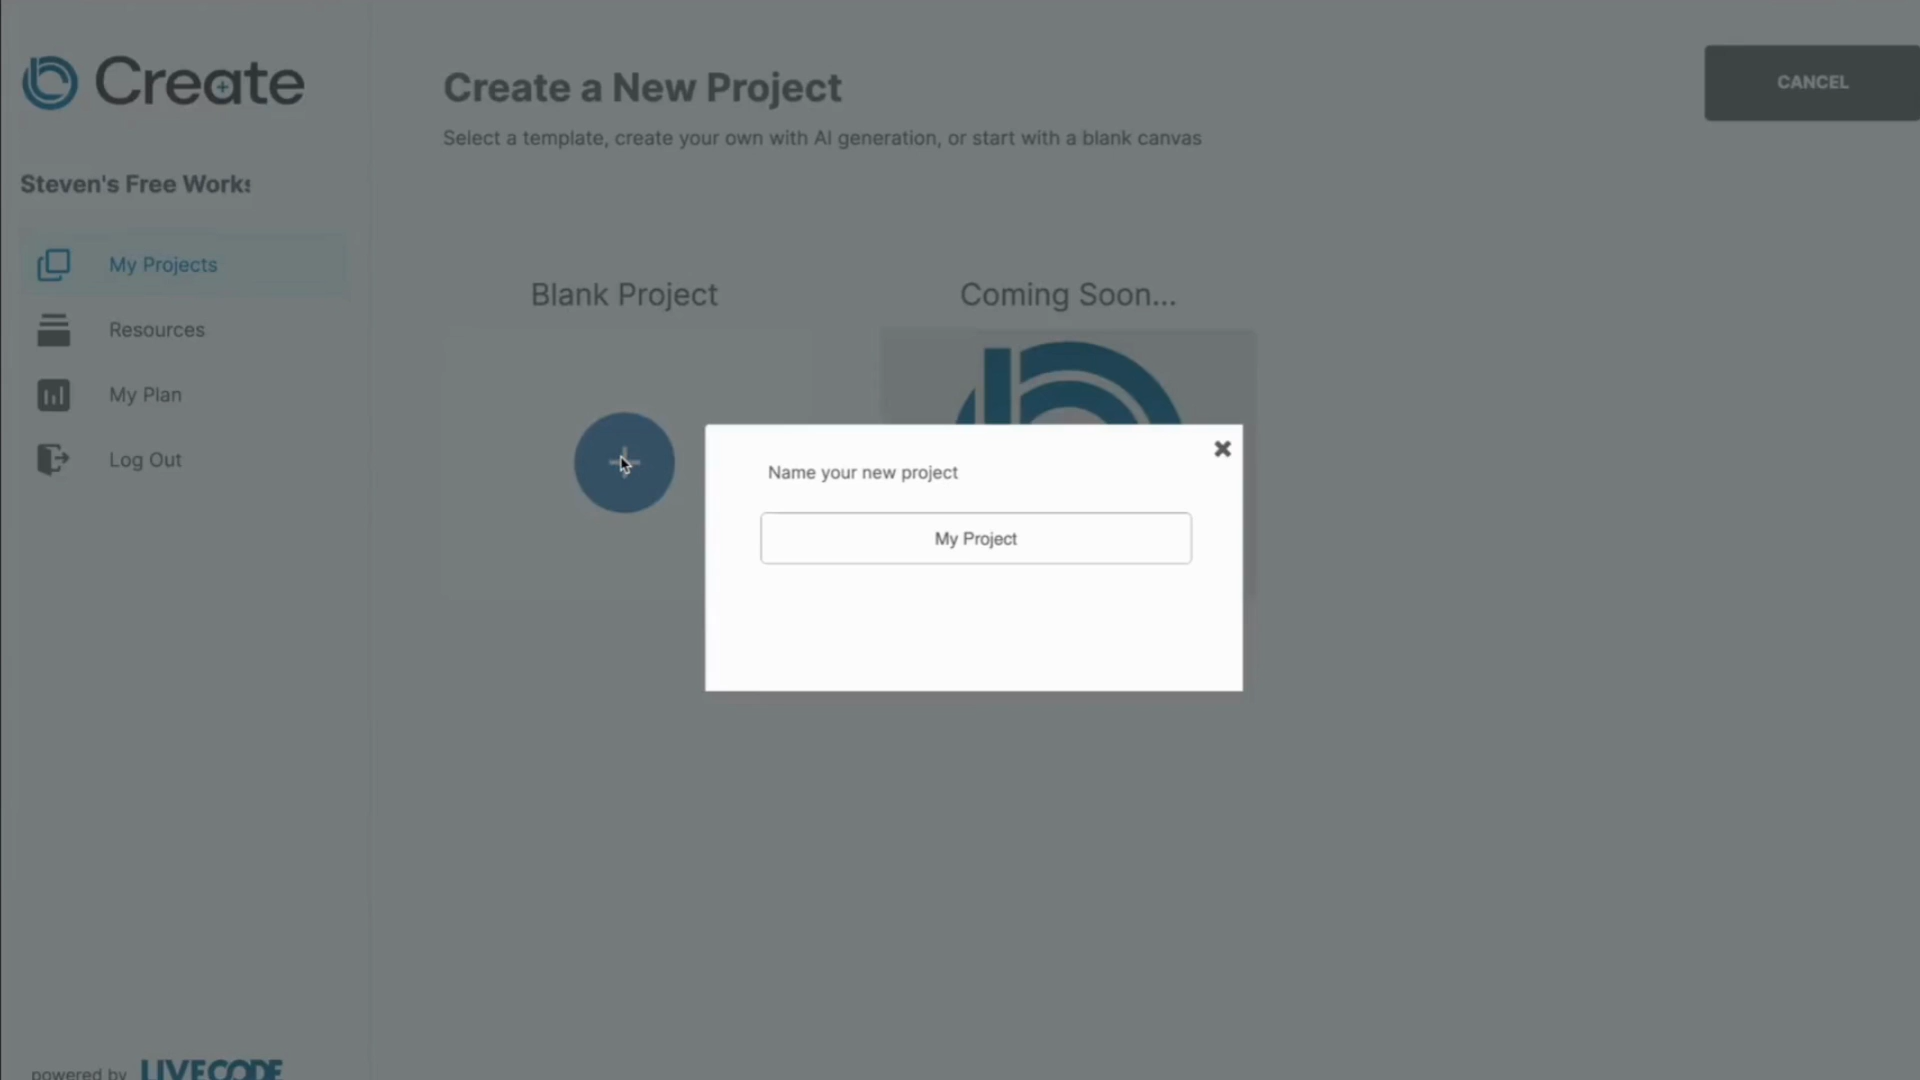 Create
Create a New Project
CANCEL
Select a template, create your own with AI generation, or start with a blank canvas
Steven's Free Works
My Projects
Resources
My Plan
Log Out
Blank Project
Coming Soon...
Name your new project
My Project
powered by LIVECODE